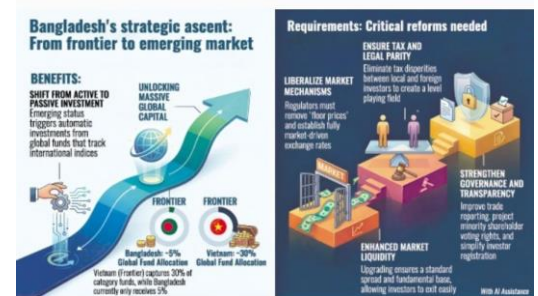 Bangladesh's strategic ascent:
From frontier to emerging market
BENEFITS:
SHIFT FROM ACTIVE TO
PASSIVE INVESTMENT
Emerging status
triggers automatic
investments from
global funds that track
international indices
UNLOCKING
MASSIVE
GLOBAL
CAPITAL
FRONTIER
Bangladesh: ~5%
Global Fund Allocation
FRONTIER
Vietnam: ~30%
Global Fund Allocation
Vietnam (Frontier) captures 30% of
category funds, while Bangladesh
currently only receives 5%
Requirements: Critical reforms needed
ENSURE TAX AND
LEGAL PARITY
Eliminate tax disparities
between local and foreign
investors to create a level
playing field
LIBERALIZE MARKET
MECHANISMS
Regulators must
remove 'floor prices'
and establish fully
market-driven
exchange rates
MARKET
STRENGTHEN
GOVERNANCE AND
TRANSPARENCY
Improve trade
reporting, project
minority shareholder
voting rights, and
simplify investor
registration
ENHANCED MARKET
LIQUIDITY
Upgrading ensures a standard
spread and fundamental base,
allowing investors to exit easily
With AI Assistance